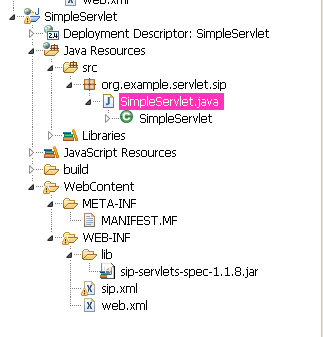 web.xml
SimpleServlet
Deployment Descriptor: SimpleServlet
Java Resources
src
org.example.servlet.sip
SimpleServlet.java
SimpleServlet
Libraries
JavaScript Resources
build
WebContent
META-INF
MANIFEST.MF
WEB-INF
lib
sip-servlets-spec-1.1.8.jar
sip.xml
web.xml